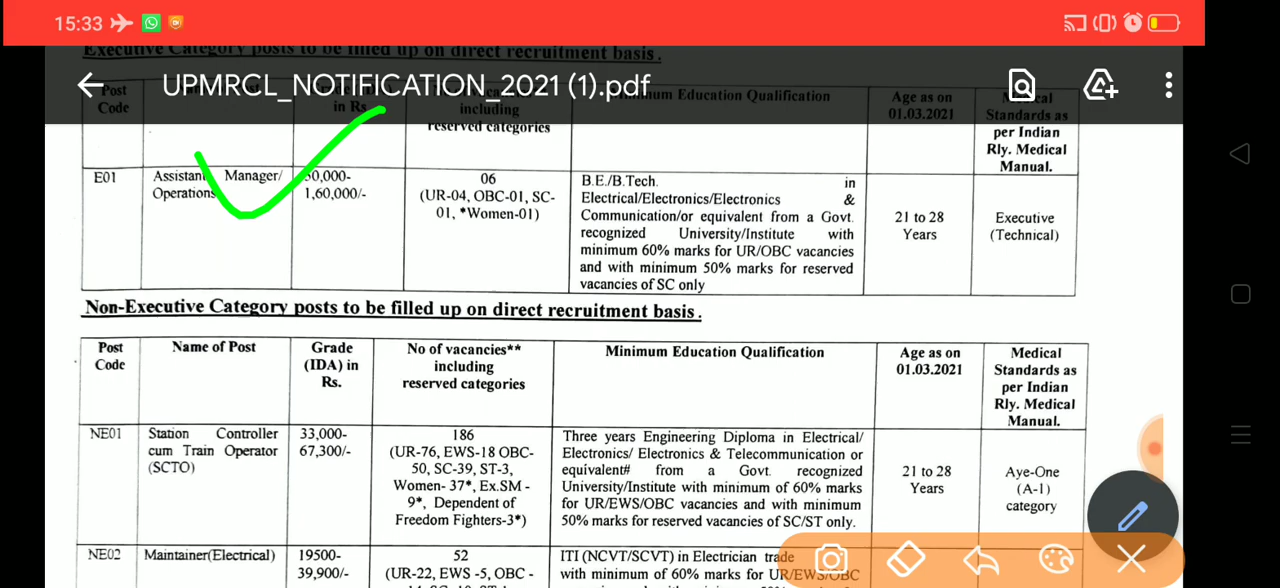 15:33
Executive Category posts to be filled up on direct recruitment basis.
UPMRCL_NOTIFICATION_2021 (1).pdf
Post
Code
in Rs
including
reserved categories
Minimum Education Qualification
Age as on
01.03.2021
Medical
Standards as
per Indian
Rly. Medical
Manual.
E01
Assistant Manager/
Operations
50,000-
1,60,000/-
06
(UR-04, OBC-01, SC-
01, *Women-01)
B.E./B.Tech. in
Electrical/Electronics/Electronics &
Communication/or equivalent from a Govt.
recognized University/Institute with
minimum 60% marks for UR/OBC vacancies
and with minimum 50% marks for reserved
vacancies of SC only
21 to 28
Years
Executive
(Technical)
Non-Executive Category posts to be filled up on direct recruitment basis.
Post
Code
Name of Post
Grade
(IDA) in
Rs.
No of vacancies**
including
reserved categories
Minimum Education Qualification
Age as on
01.03.2021
Medical
Standards as
per Indian
Rly. Medical
Manual.
NE01
Station Controller
cum Train Operator
(SCTO)
33,000-
67,300/-
186
(UR-76, EWS-18 OBC-
50, SC-39, ST-3,
Women- 37*, Ex.SM -
9*, Dependent of
Freedom Fighters-3*)
Three years Engineering Diploma in Electrical/
Electronics/ Electronics & Telecommunication or
equivalent# from a Govt. recognized
University/Institute with minimum of 60% marks
for UR/EWS/OBC vacancies and with minimum
50% marks for reserved vacancies of SC/ST only.
21 to 28
Years
Aye-One
(A-1)
category
NE02
Maintainer(Electrical)
19500-
39,900/-
52
(UR-22, EWS -5, OBC -
ITI (NCVT/SCVT) in Electrician trade
with minimum of 60% marks for UR/EWS/OBC